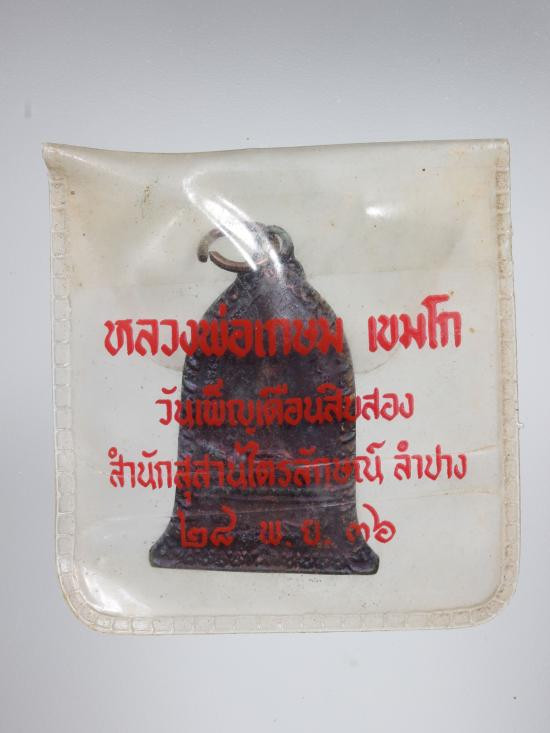 หลวงพ่อเกษม เขมโก
วันเพ็ญเดือนสิบสอง
สำนักสุสานไตรลักษณ์ ลำปาง
๒๘ พ.ย. ๓๖